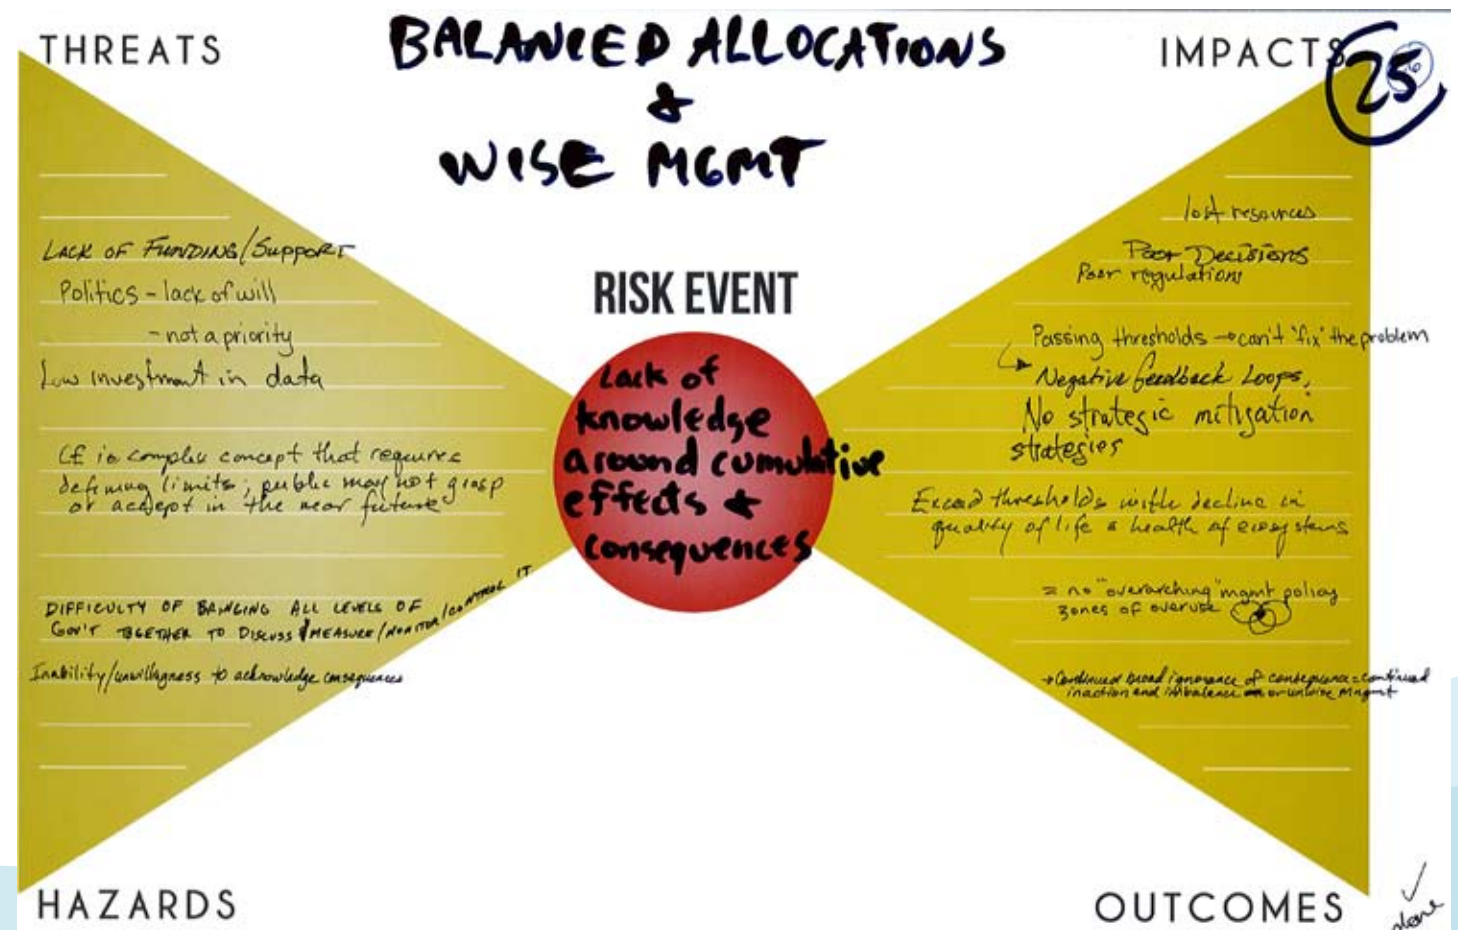 THREATS
BALANCED ALLOCATIONS
&
WISE MGMT
IMPACTS
25
LACK OF FUNDING/SUPPORT
Politics - lack of will
- not a priority
Low investment in data
CE is complex concept that requires
defining limits; public may not grasp
or accept in the near future
DIFFICULTY OF BRINGING ALL LEVELS OF
GOV'T TOGETHER TO DISCUSS/MEASURE/MONITOR/CONTROL IT
Inability/unwillingness to acknowledge consequences
RISK EVENT
Lack of
knowledge
around cumulative
effects &
consequences
lost resources
Poor Decisions
Poor regulations
Passing thresholds → can't 'fix' the problem
Negative feedback Loops,
No strategic mitigation
strategies
Exceed thresholds with decline in
quality of life & health of ecosystems
= no "overarching" mgmt policy
zones of overuse
→ Continued broad ignorance of consequence = continued
inaction and imbalance or unwise mngmt
HAZARDS
OUTCOMES
done